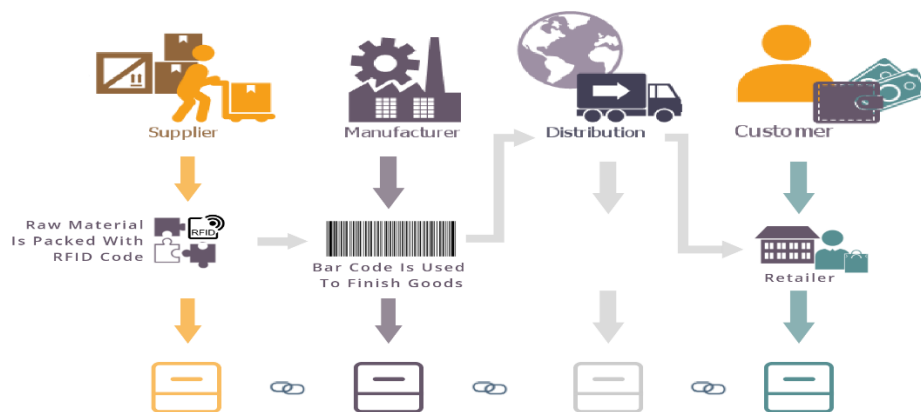 Supplier
Manufacturer
Distribution
Customer
Raw Material
Is Packed With
RFID Code
RFID
Bar Code Is Used
To Finish Goods
Retailer